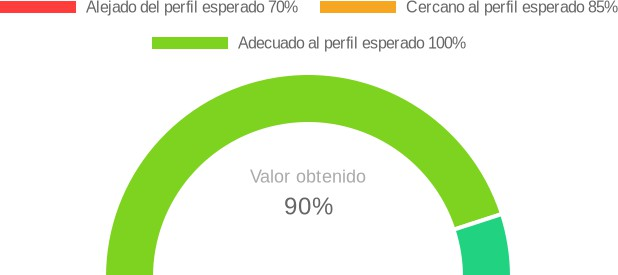 Alejado del perfil esperado 70% Cercano al perfil esperado 85%
Adecuado al perfil esperado 100%
Valor obtenido
90%